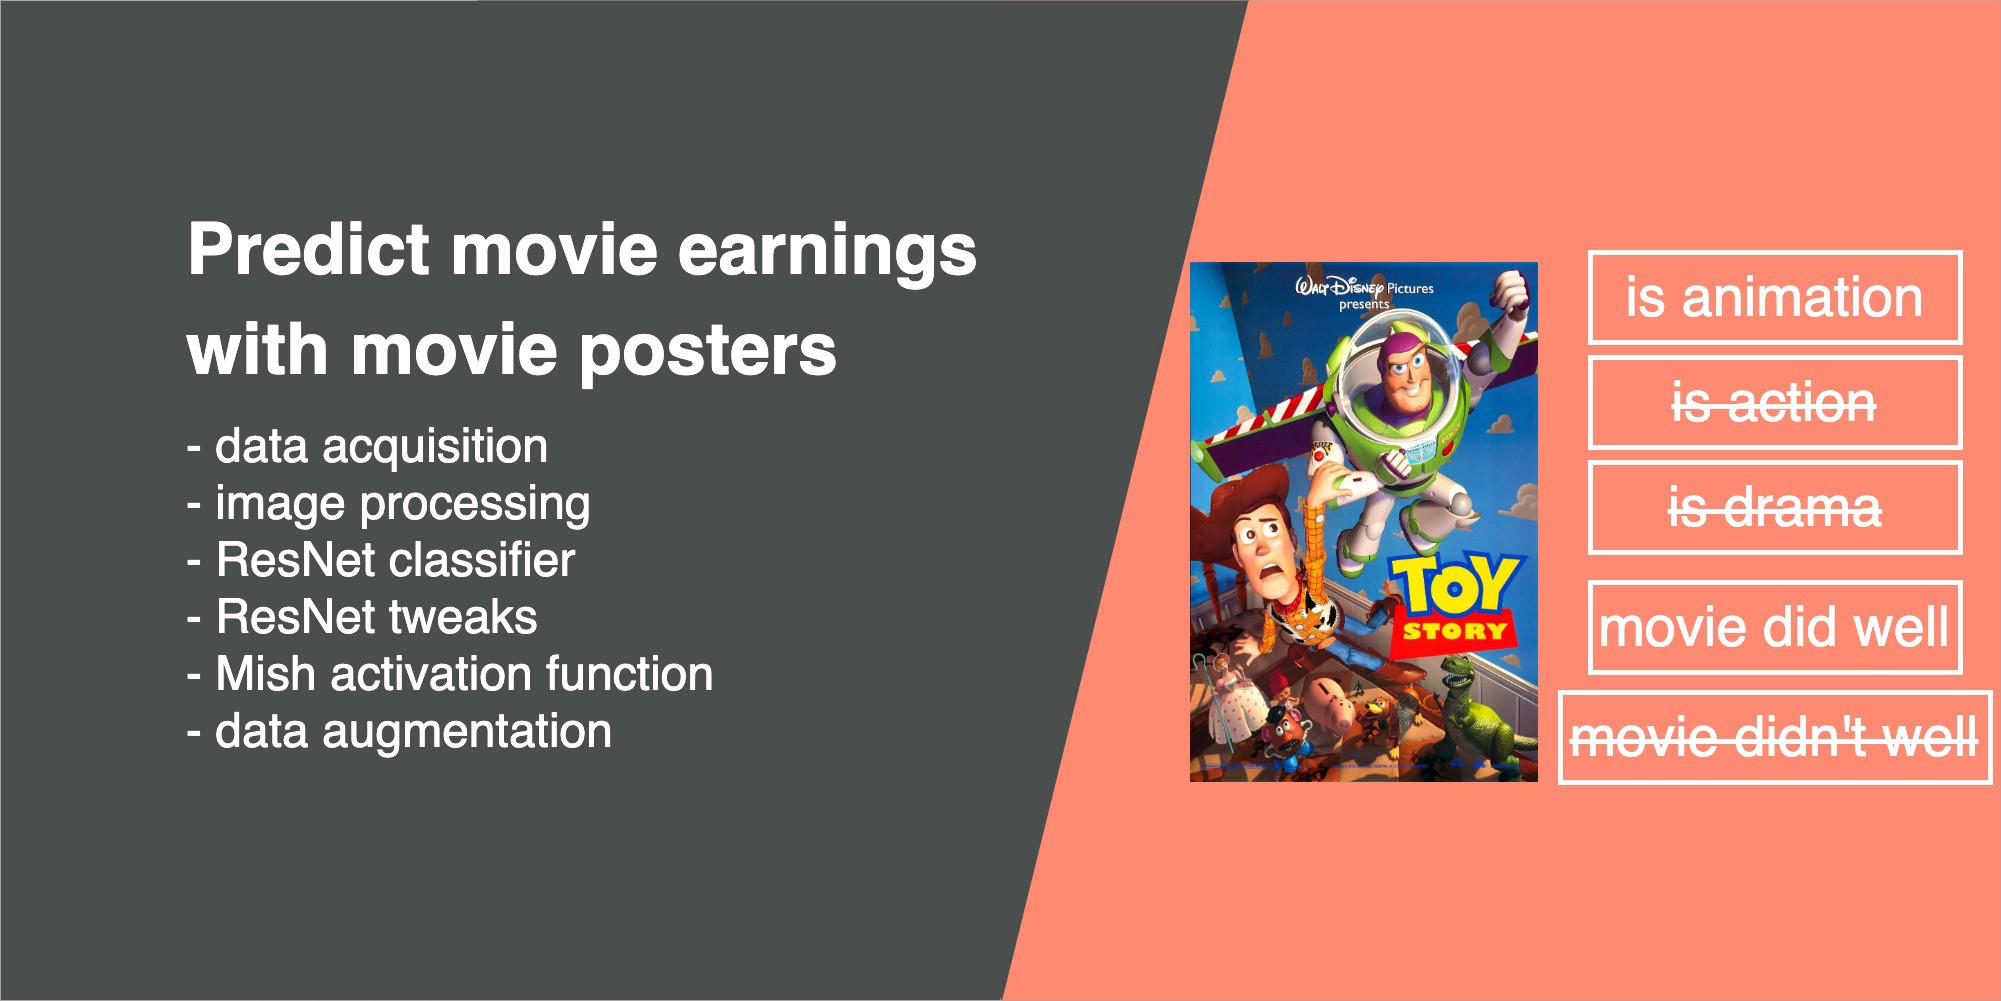 Predict movie earnings
with movie posters
- data acquisition
- image processing
- ResNet classifier
- ResNet tweaks
- Mish activation function
- data augmentation
WALT DISNEY Pictures
presents
TOY
STORY
is animation
is action
is drama
movie did well
movie didn't well